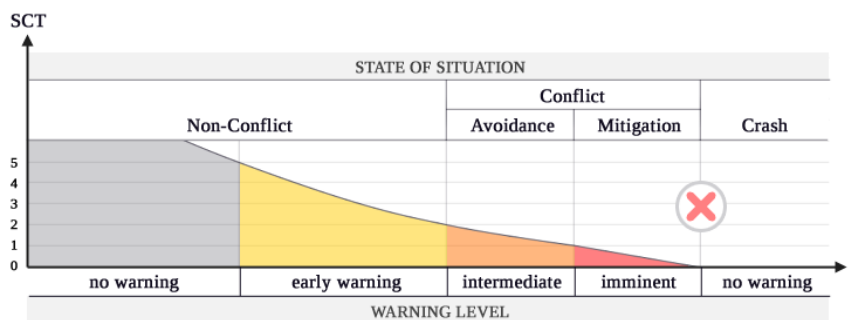 SCT
STATE OF SITUATION
Conflict
Non-Conflict Avoidance Mitigation Crash
5
4
3
2
1
0
no warning early warning intermediate imminent no warning
WARNING LEVEL